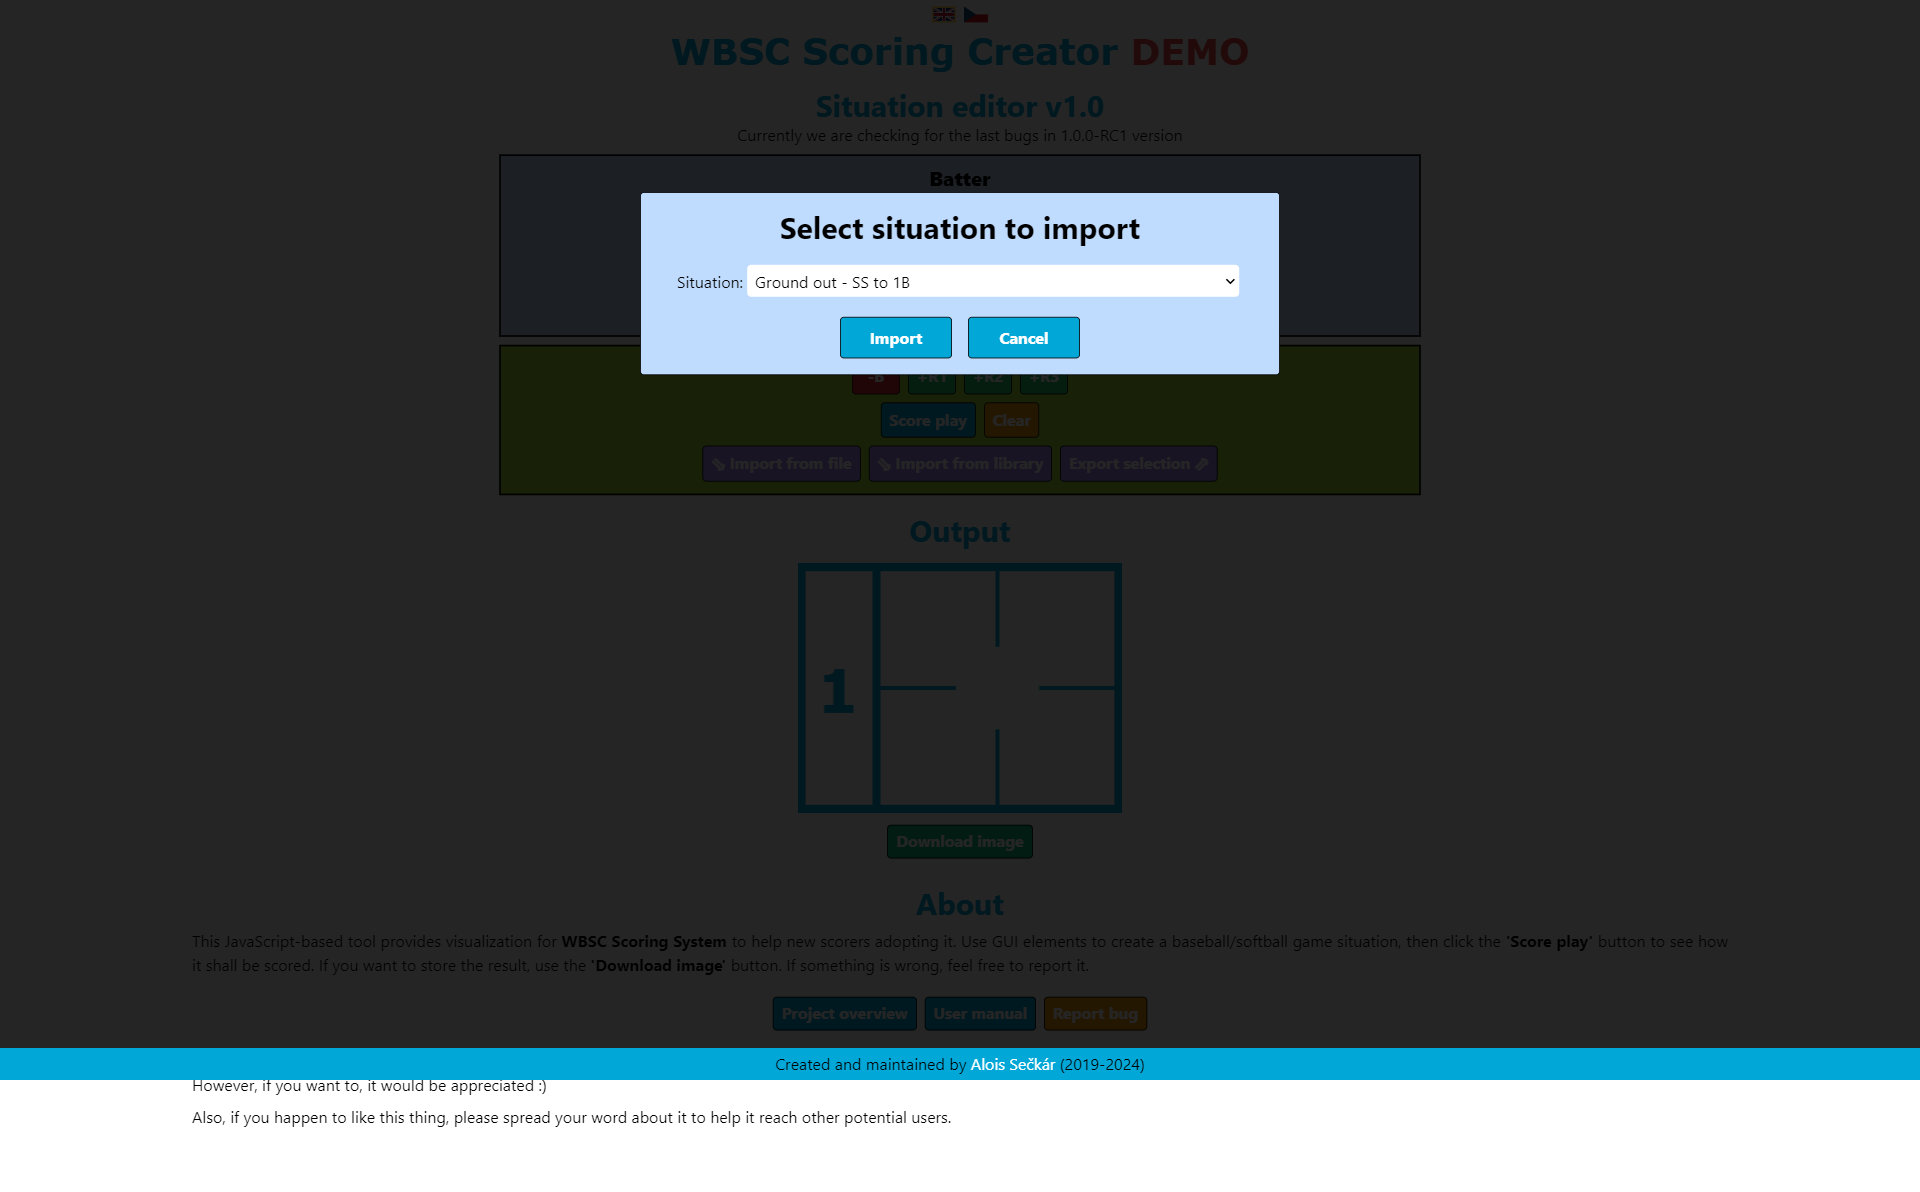 WBSC Scoring Creator DEMO
Situation editor v1.0
Currently we are checking for the last bugs in 1.0.0-RC1 version
Batter
Select situation to import
Situation: Ground out - SS to 1B
Import Cancel
-B +R1 +R2 +R3
Score play Clear
Import from file Import from library Export selection
Output
1
Download image
About
This JavaScript-based tool provides visualization for WBSC Scoring System to help new scorers adopting it. Use GUI elements to create a baseball/softball game situation, then click the 'Score play' button to see how
it shall be scored. If you want to store the result, use the 'Download image' button. If something is wrong, feel free to report it.
Project overview User manual Report bug
Created and maintained by Alois Sečkár (2019-2024)
However, if you want to, it would be appreciated :)
Also, if you happen to like this thing, please spread your word about it to help it reach other potential users.